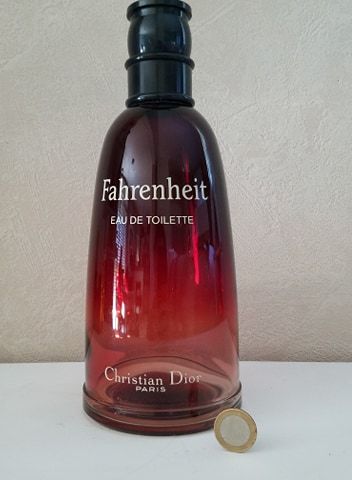 Fahrenheit
EAU DE TOILETTE
Christian Dior
PARIS